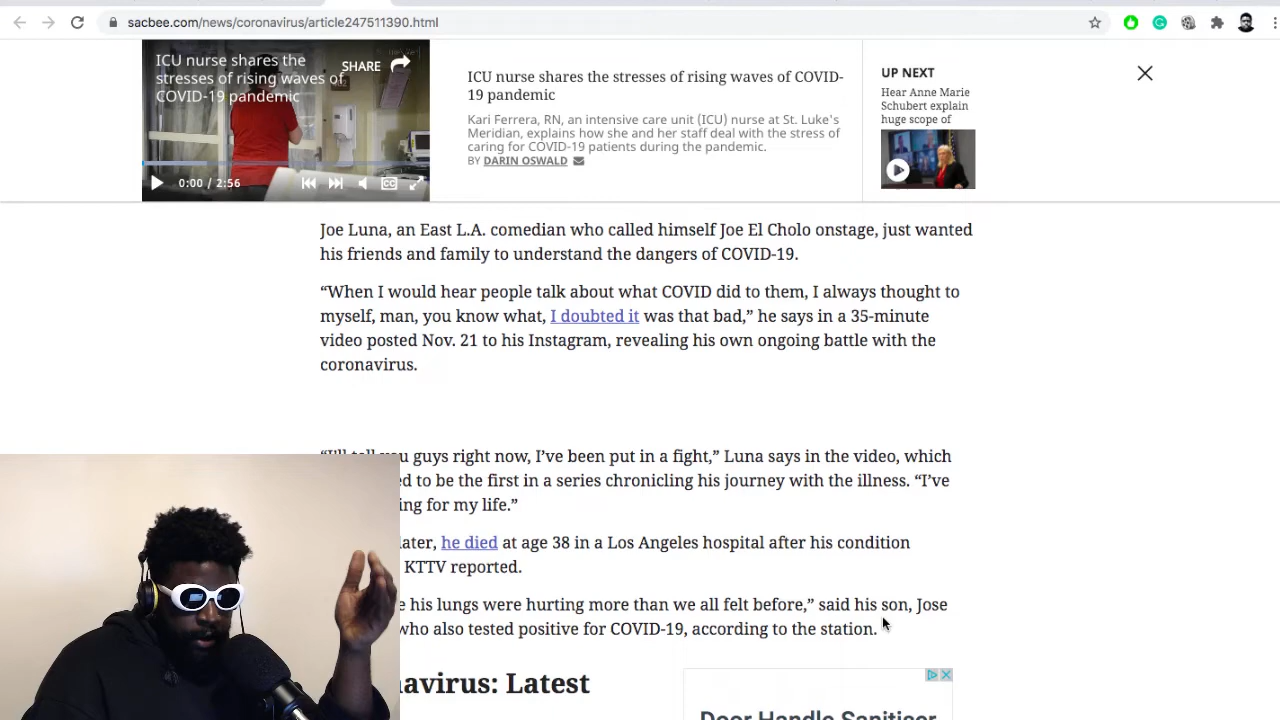 sacbee.com/news/coronavirus/article247511390.html
ICU nurse shares the
stresses of rising waves of
COVID-19 pandemic
SHARE
0:00 / 2:56
CC
ICU nurse shares the stresses of rising waves of COVID-
19 pandemic
Kari Ferrera, RN, an intensive care unit (ICU) nurse at St. Luke's
Meridian, explains how she and her staff deal with the stress of
caring for COVID-19 patients during the pandemic.
BY DARIN OSWALD
UP NEXT
Hear Anne Marie
Schubert explain
huge scope of
Joe Luna, an East L.A. comedian who called himself Joe El Cholo onstage, just wanted
his friends and family to understand the dangers of COVID-19.
“When I would hear people talk about what COVID did to them, I always thought to
myself, man, you know what, I doubted it was that bad,” he says in a 35-minute
video posted Nov. 21 to his Instagram, revealing his own ongoing battle with the
coronavirus.
“I’ll tell you guys right now, I’ve been put in a fight,” Luna says in the video, which
ed to be the first in a series chronicling his journey with the illness. “I’ve
ing for my life.”
later, he died at age 38 in a Los Angeles hospital after his condition
KTTV reported.
e his lungs were hurting more than we all felt before,” said his son, Jose
who also tested positive for COVID-19, according to the station.
avirus: Latest
Door Handle Sanitiser